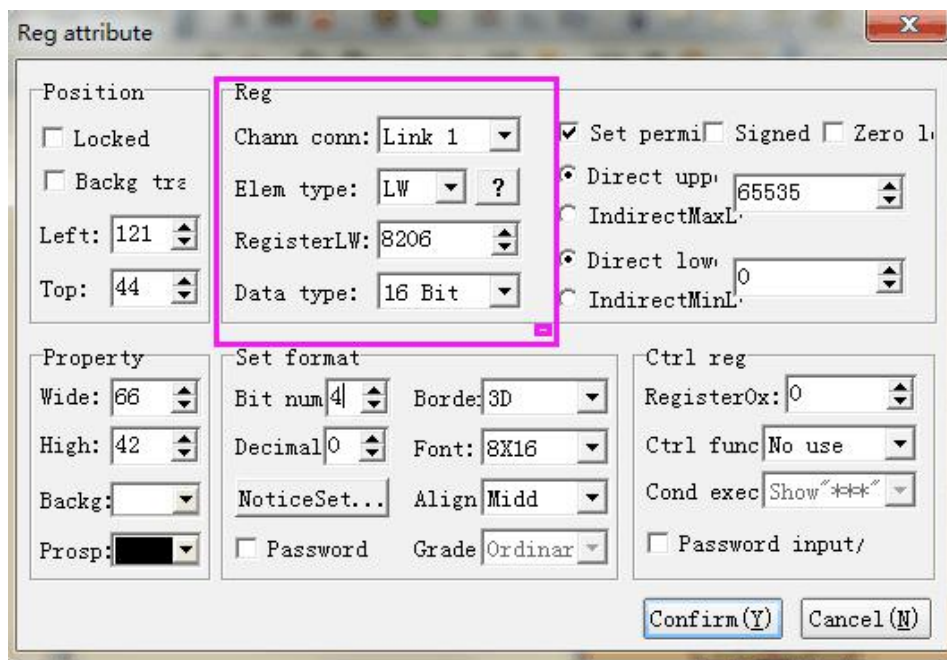 Reg attribute
Position
Locked
Backg tra
Left: 121
Top: 44
Reg
Chann conn: Link 1
Elem type: LW ?
RegisterLW: 8206
Data type: 16 Bit
Set permi Signed Zero l
Direct upp 65535
IndirectMaxL
Direct low 0
IndirectMinL
Property
Wide: 66
High: 42
Backg:
Prosp:
Set format
Bit num 4
Decimal 0
NoticeSet...
Password
Borde: 3D
Font: 8X16
Align Midd
Grade Ordinar
Ctrl reg
RegisterOx: 0
Ctrl func No use
Cond exec Show"***"
Password input/
Confirm(Y) Cancel(N)